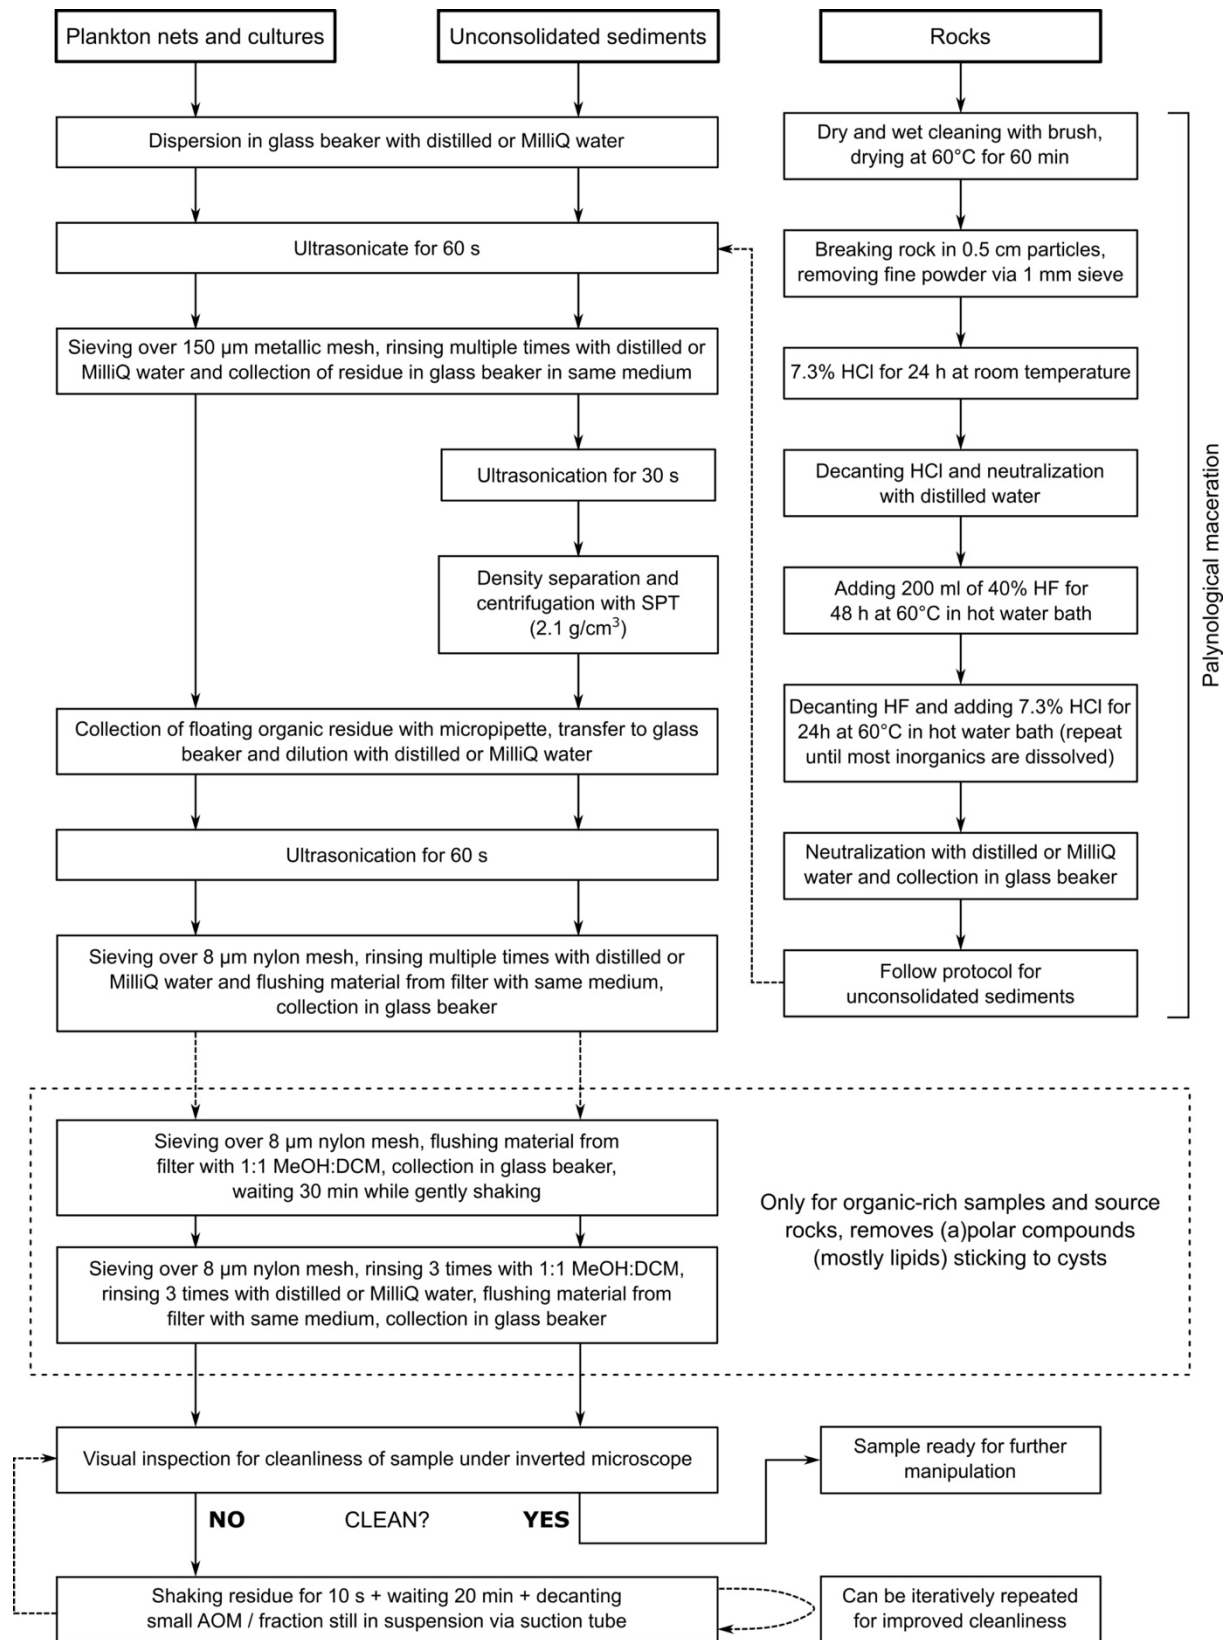 Plankton nets and cultures
Unconsolidated sediments
Rocks
Dispersion in glass beaker with distilled or MilliQ water
Ultrasonicate for 60 s
Sieving over 150 µm metallic mesh, rinsing multiple times with distilled or
MilliQ water and collection of residue in glass beaker in same medium
Ultrasonication for 30 s
Density separation and
centrifugation with SPT
(2.1 g/cm³)
Collection of floating organic residue with micropipette, transfer to glass
beaker and dilution with distilled or MilliQ water
Ultrasonication for 60 s
Sieving over 8 µm nylon mesh, rinsing multiple times with distilled or
MilliQ water and flushing material from filter with same medium,
collection in glass beaker
Dry and wet cleaning with brush,
drying at 60°C for 60 min
Breaking rock in 0.5 cm particles,
removing fine powder via 1 mm sieve
7.3% HCl for 24 h at room temperature
Decanting HCl and neutralization
with distilled water
Adding 200 ml of 40% HF for
48 h at 60°C in hot water bath
Decanting HF and adding 7.3% HCl for
24h at 60°C in hot water bath (repeat
until most inorganics are dissolved)
Neutralization with distilled or MilliQ
water and collection in glass beaker
Follow protocol for
unconsolidated sediments
Palynological maceration
Sieving over 8 µm nylon mesh, flushing material from
filter with 1:1 MeOH:DCM, collection in glass beaker,
waiting 30 min while gently shaking
Sieving over 8 µm nylon mesh, rinsing 3 times with 1:1 MeOH:DCM,
rinsing 3 times with distilled or MilliQ water, flushing material from
filter with same medium, collection in glass beaker
Only for organic-rich samples and source
rocks, removes (a)polar compounds
(mostly lipids) sticking to cysts
Visual inspection for cleanliness of sample under inverted microscope
Sample ready for further
manipulation
NO CLEAN? YES
Shaking residue for 10 s + waiting 20 min + decanting
small AOM / fraction still in suspension via suction tube
Can be iteratively repeated
for improved cleanliness